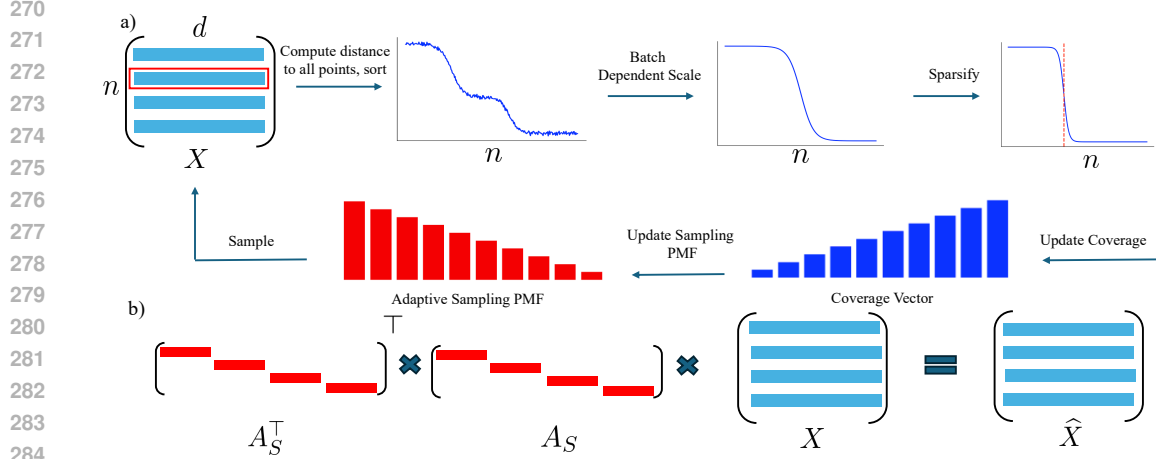 270
271
272
273
274
275
276
277
278
279
280
281
282
283
284
a)
d
n
X
Compute distance
to all points, sort
n
Batch
Dependent Scale
n
Sparsify
n
Sample
Adaptive Sampling PMF
Update Sampling
PMF
Coverage Vector
Update Coverage
b)
⊤
A_S^⊤
A_S
X
X̂